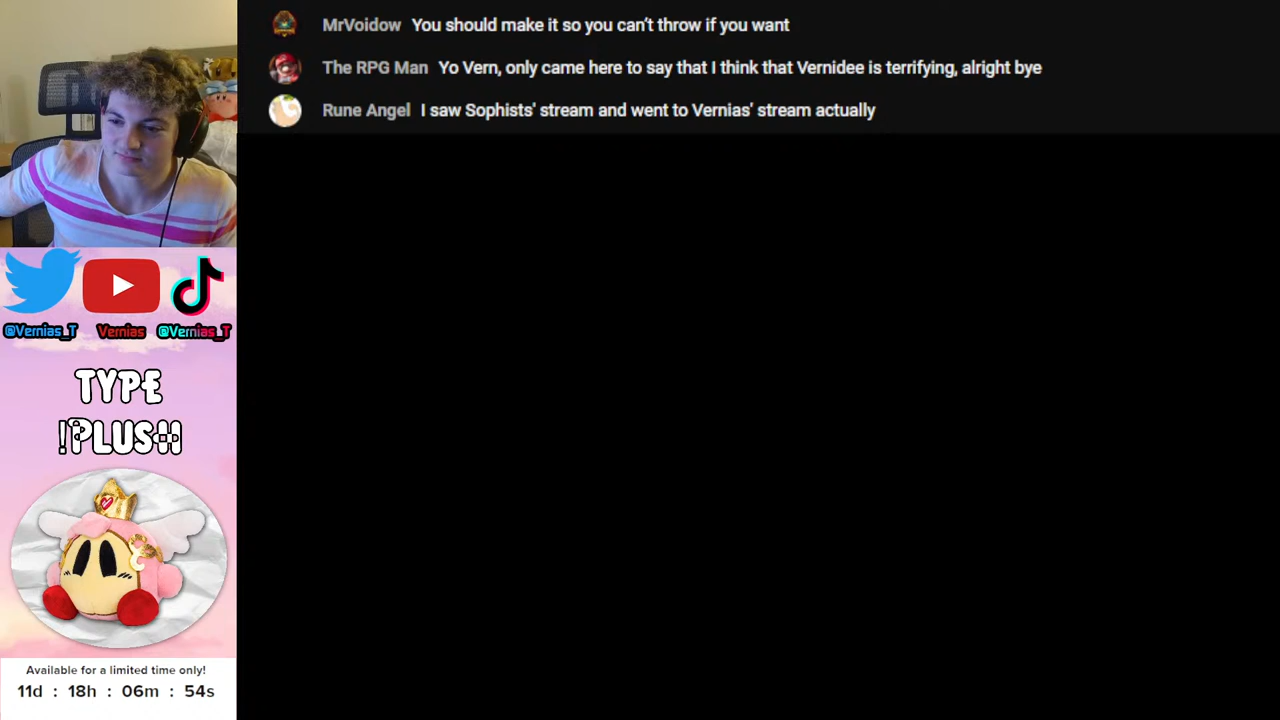 MrVoidow You should make it so you can't throw if you want
The RPG Man Yo Vern, only came here to say that I think that Vernidee is terrifying, alright bye
Rune Angel I saw Sophists' stream and went to Vernias' stream actually
@Vernias_T Vernias @Vernias_T
TYPE
!PLUSH
Available for a limited time only!
11d : 18h : 06m : 54s